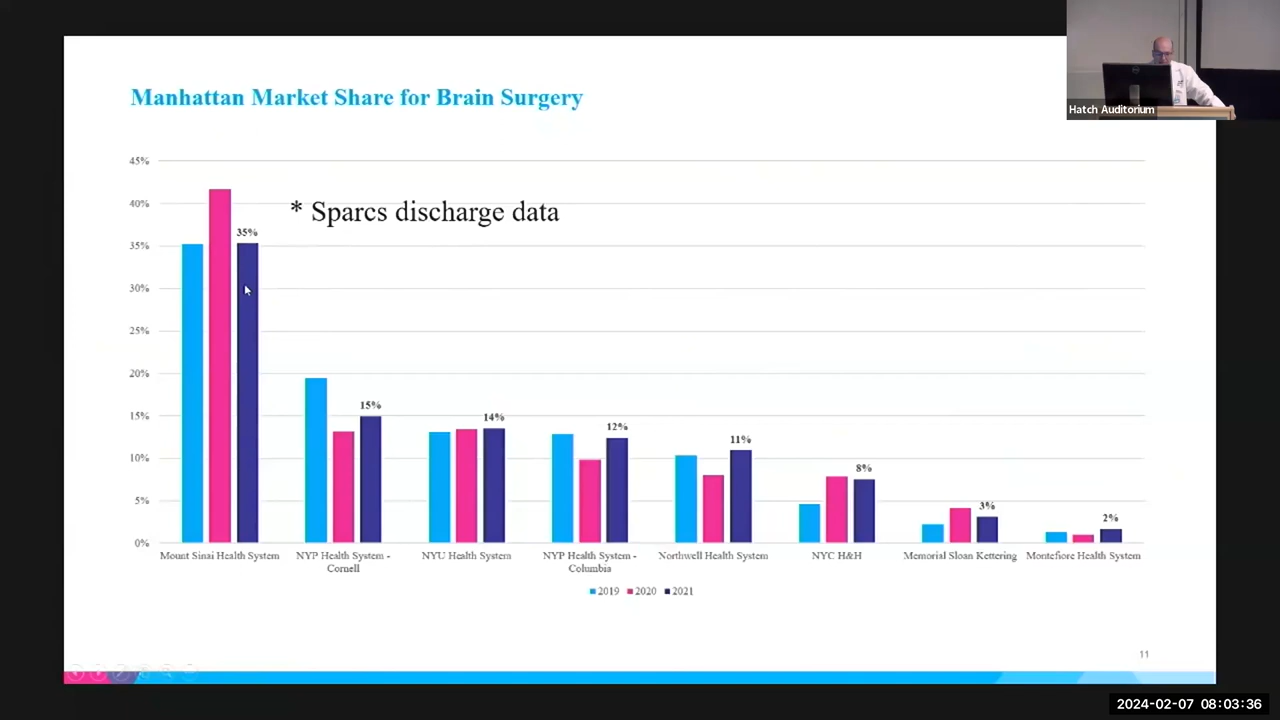 Manhattan Market Share for Brain Surgery
Hatch Auditorium
* Sparcs discharge data
45%
40%
35%
30%
25%
20%
15%
10%
5%
0%
35%
15%
14%
12%
11%
8%
3%
2%
Mount Sinai Health System
NYP Health System -
Cornell
NYU Health System
NYP Health System -
Columbia
Northwell Health System
NYC H&H
Memorial Sloan Kettering
Montefiore Health System
2019 2020 2021
11
2024-02-07 08:03:36